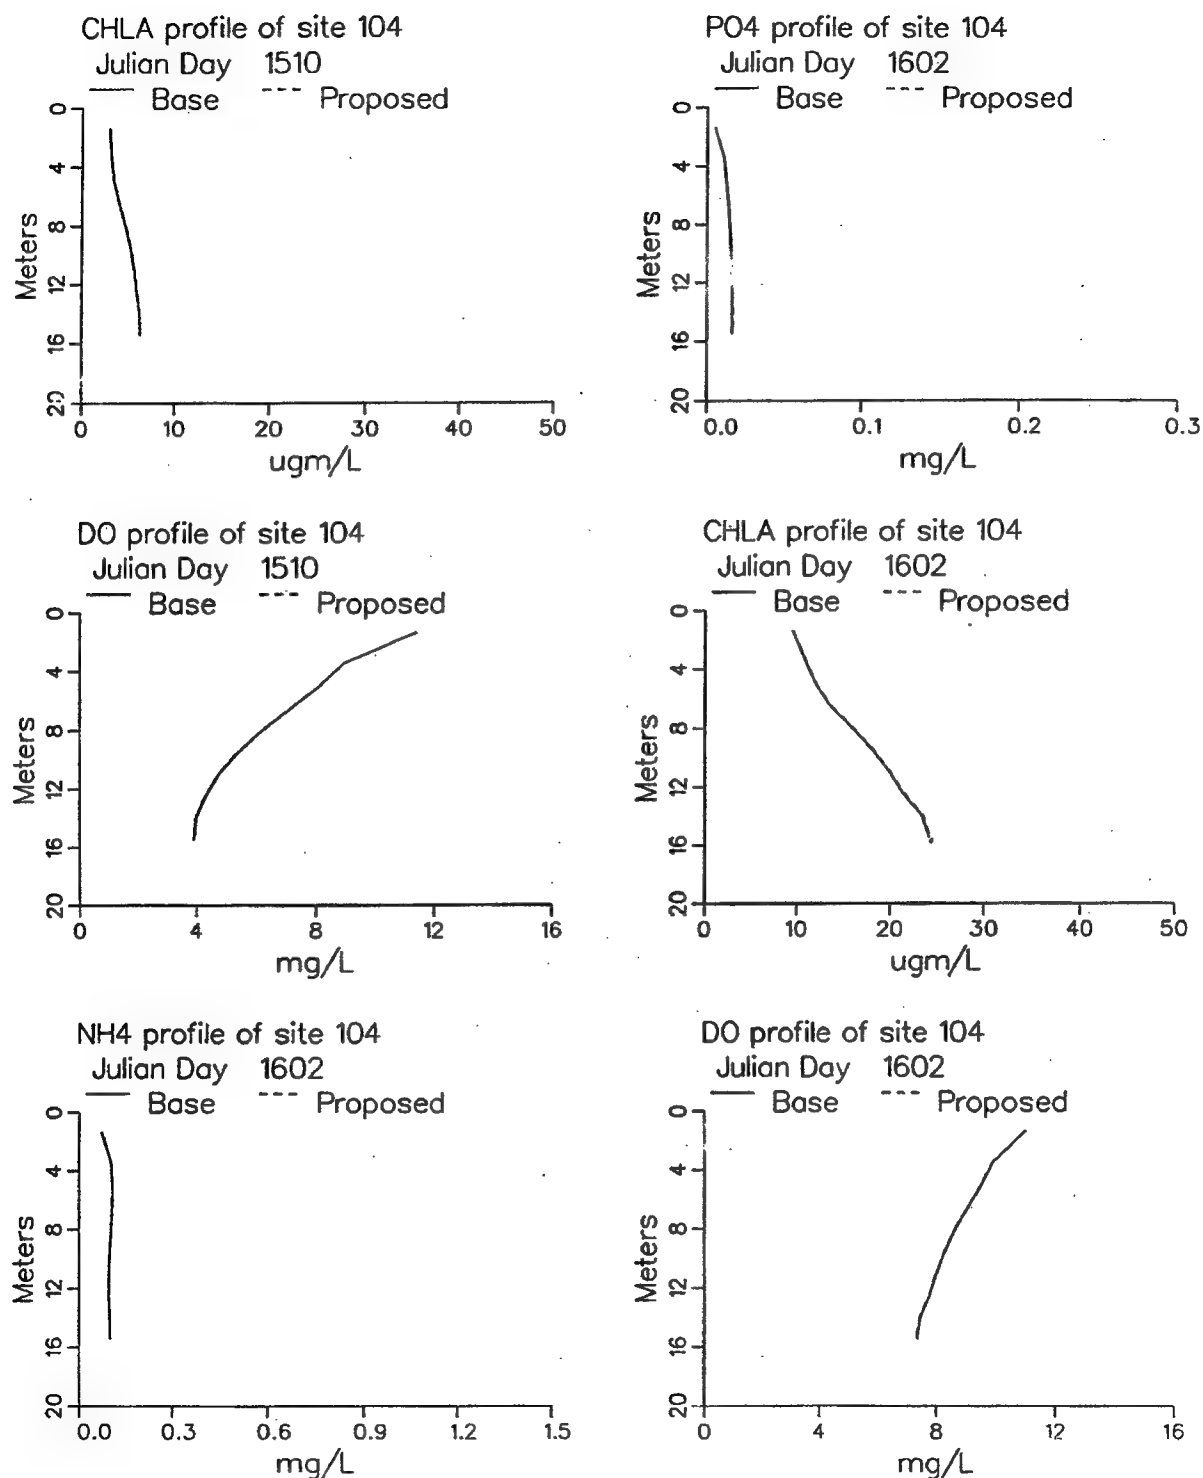 CHLA profile of site 104
Julian Day 1510
Base Proposed
0
4
8
12
16
20
Meters
0 10 20 30 40 50
ugm/L
PO4 profile of site 104
Julian Day 1602
Base Proposed
0
4
8
12
16
20
Meters
0.0 0.1 0.2 0.3
mg/L
DO profile of site 104
Julian Day 1510
Base Proposed
0
4
8
12
16
20
Meters
0 4 8 12 16
mg/L
CHLA profile of site 104
Julian Day 1602
Base Proposed
0
4
8
12
16
20
Meters
0 10 20 30 40 50
ugm/L
NH4 profile of site 104
Julian Day 1602
Base Proposed
0
4
8
12
16
20
Meters
0.0 0.3 0.6 0.9 1.2 1.5
mg/L
DO profile of site 104
Julian Day 1602
Base Proposed
0
4
8
12
16
20
Meters
0 4 8 12 16
mg/L